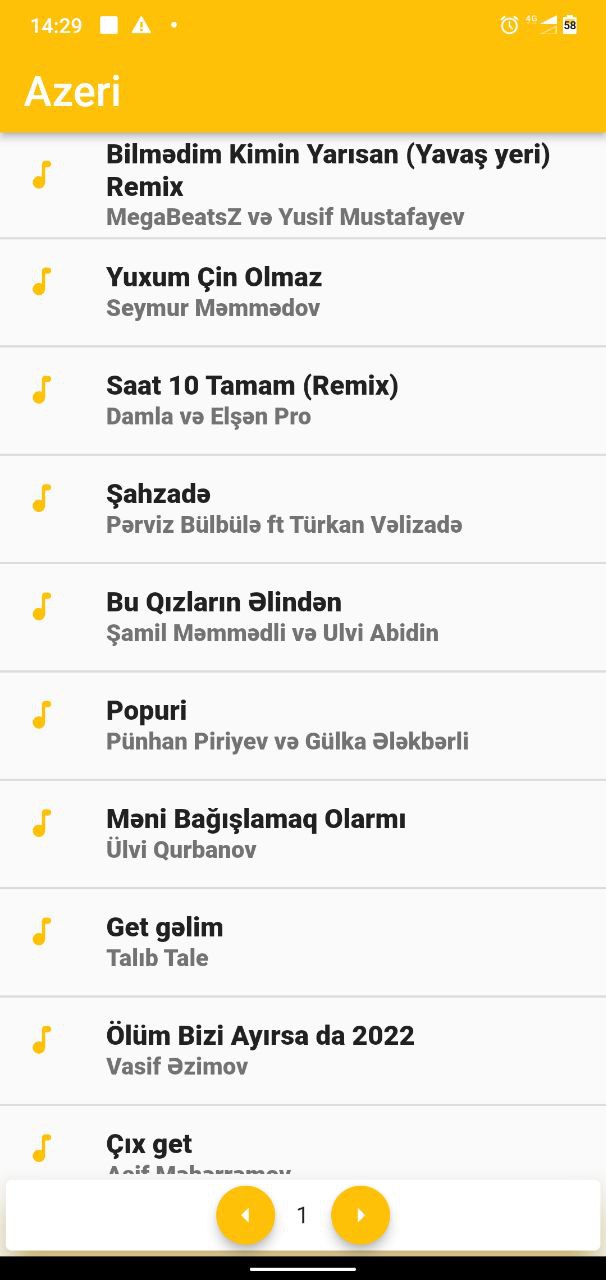 14:29
4G
58
Azeri
Bilmədim Kimin Yarısan (Yavaş yeri)
Remix
MegaBeatsZ və Yusif Mustafayev
Yuxum Çin Olmaz
Seymur Məmmədov
Saat 10 Tamam (Remix)
Damla və Elşən Pro
Şahzadə
Pərviz Bülbülə ft Türkan Vəlizadə
Bu Qızların Əlindən
Şamil Məmmədli və Ulvi Abidin
Popuri
Pünhan Piriyev və Gülka Ələkbərli
Məni Bağışlamaq Olarmı
Ülvi Qurbanov
Get gəlim
Talıb Tale
Ölüm Bizi Ayırsa da 2022
Vasif Əzimov
Çıx get
Asif Məhərrəmov
1